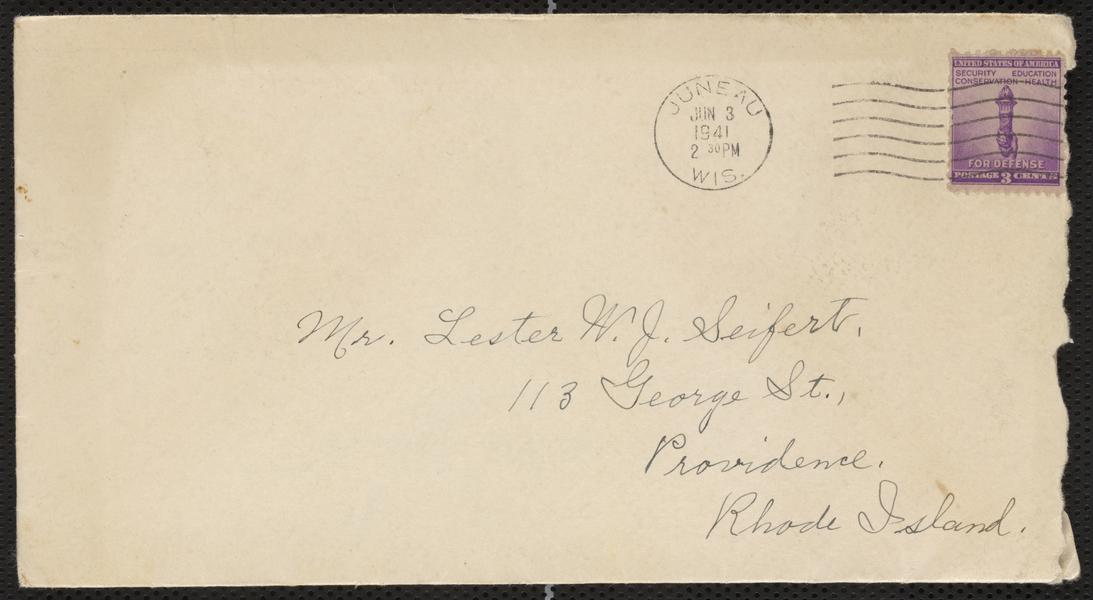 JUNEAU
JUN 3
1941
2 30 PM
WIS.
UNITED STATES OF AMERICA
SECURITY EDUCATION
CONSERVATION HEALTH
FOR DEFENSE
POSTAGE 3 CENTS
Mr. Lester W. J. Seifert,
113 George St.,
Providence.
Rhode Island.